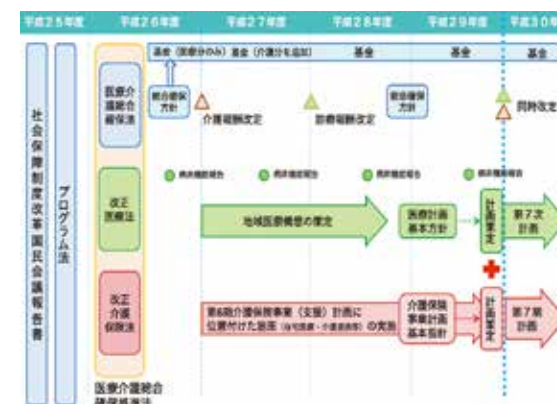 平成25年度
平成26年度
平成27年度
平成28年度
平成29年度
平成30年
社会保障制度改革国民会議報告書
プログラム法
医療介護総合確保法
基金（医療分のみ）
基金（介護分を追加）
基金
基金
基金
総合確保方針
介護報酬改定
診療報酬改定
総合確保方針
同時改定
改正医療法
病床機能報告
病床機能報告
病床機能報告
病床機能報告
地域医療構想の策定
医療計画基本方針
計画策定
第7次計画
改正介護保険法
第6期介護保険事業（支援）計画に
位置付けた施策（在宅医療・介護連携等）の実施
介護保険事業計画基本指針
計画策定
第7期計画
医療介護総合
確保推進法